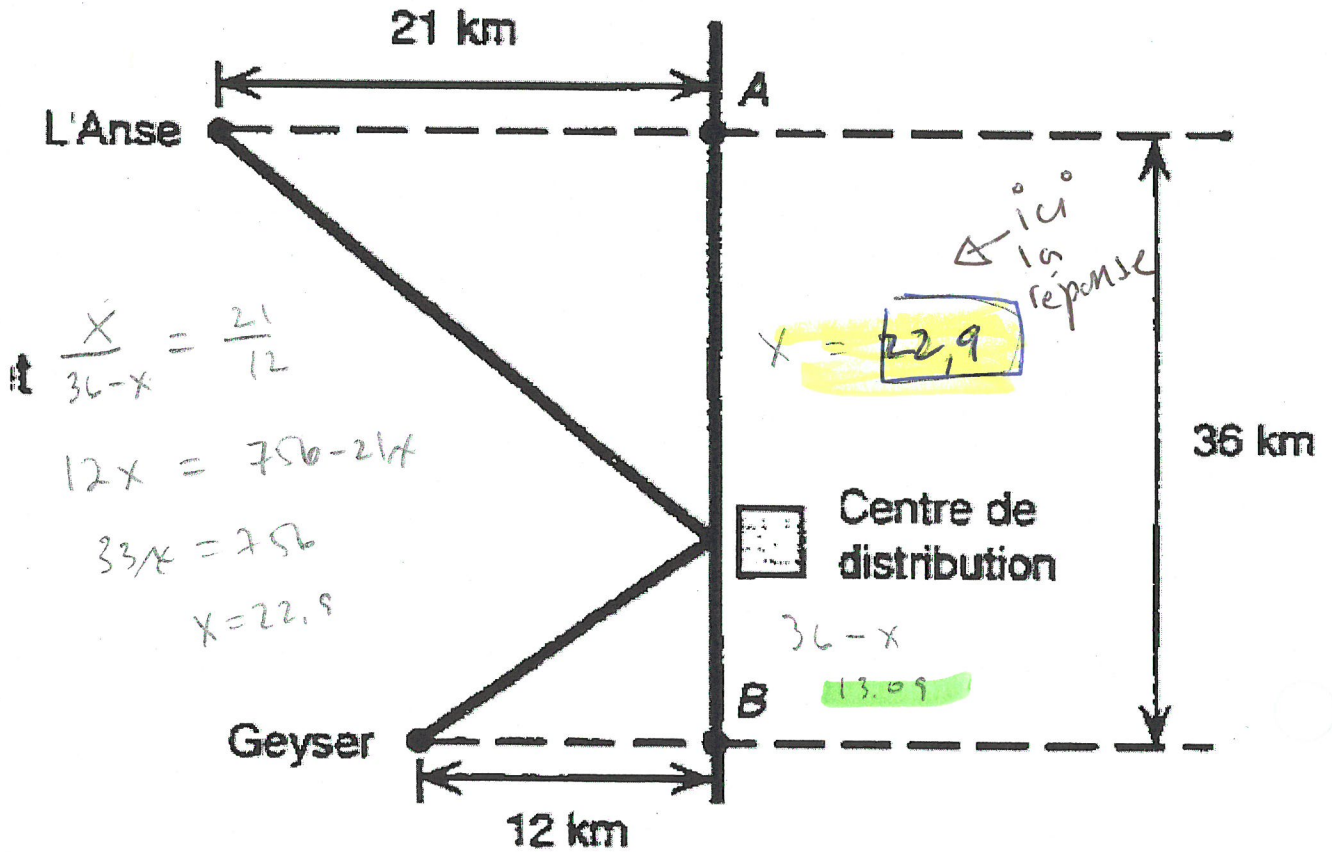 21 km
A
L'Anse
ici
la
réponse
x = 22,9
x/36-x = 21/12
12x = 756-21x
33x = 756
x=22,9
36 km
Centre de
distribution
36-x
13.09
B
Geyser
12 km